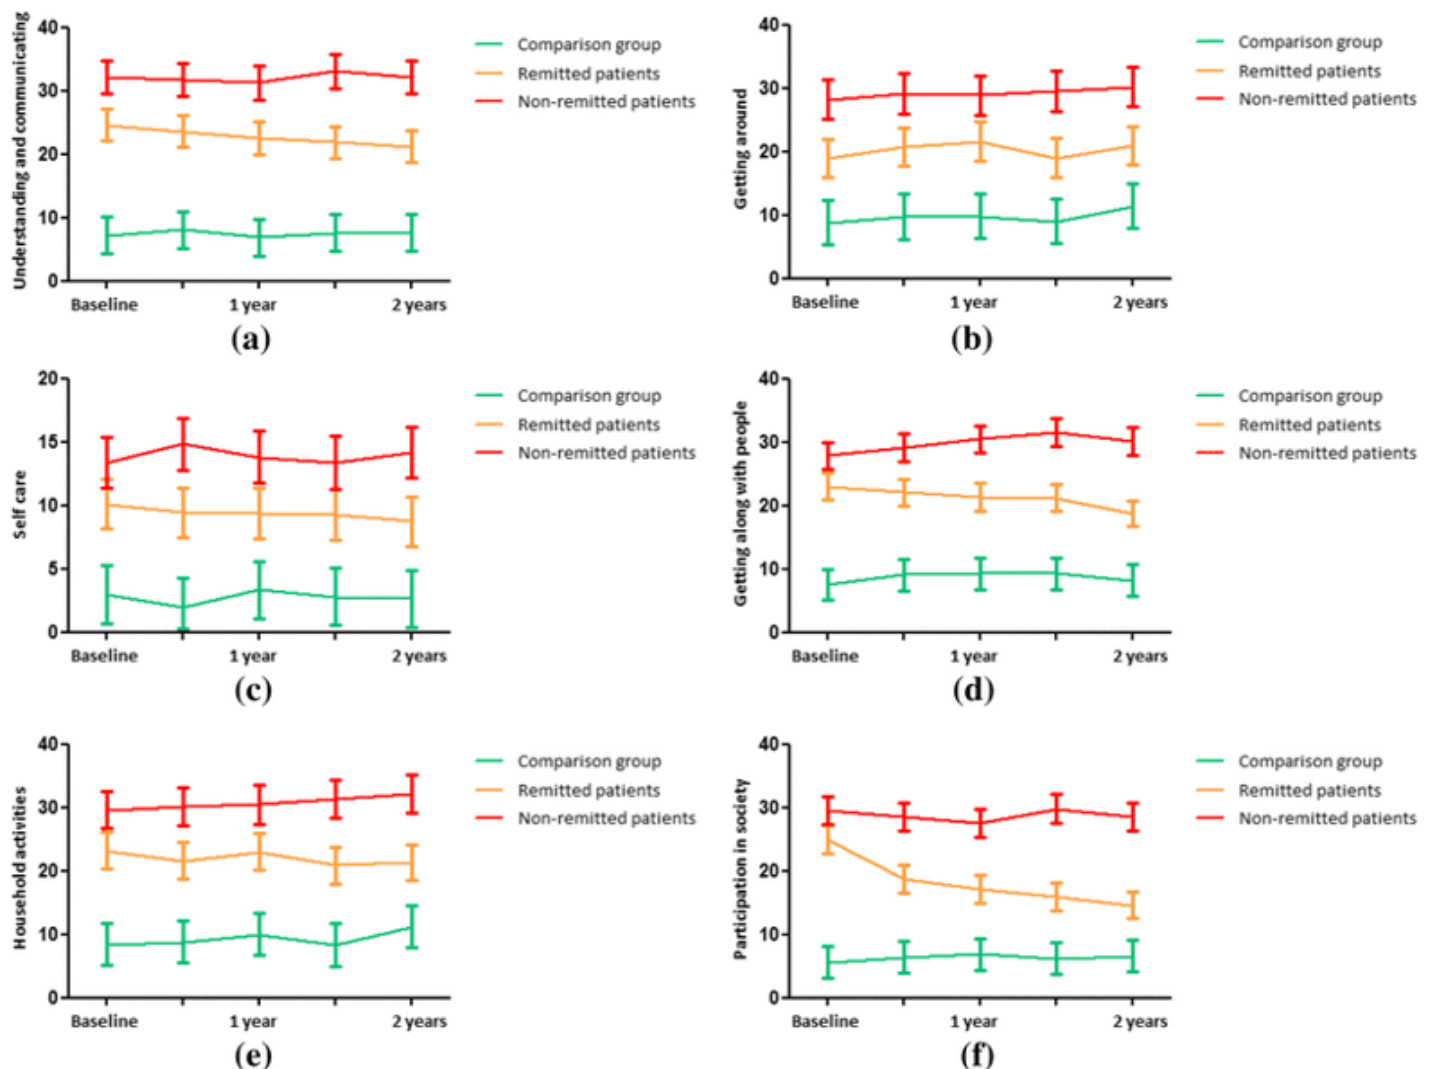 Understanding and communicating
40
30
20
10
0
Baseline
1 year
2 years
Comparison group
Remitted patients
Non-remitted patients
(a)
Getting around
40
30
20
10
0
Baseline
1 year
2 years
Comparison group
Remitted patients
Non-remitted patients
(b)
Self care
20
15
10
5
0
Baseline
1 year
2 years
Comparison group
Remitted patients
Non-remitted patients
(c)
Getting along with people
40
30
20
10
0
Baseline
1 year
2 years
Comparison group
Remitted patients
Non-remitted patients
(d)
Household activities
40
30
20
10
0
Baseline
1 year
2 years
Comparison group
Remitted patients
Non-remitted patients
(e)
Participation in society
40
30
20
10
0
Baseline
1 year
2 years
Comparison group
Remitted patients
Non-remitted patients
(f)